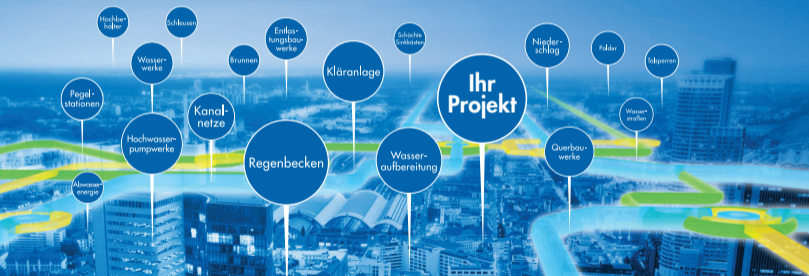 Hochbe-
hälter
Schleusen
Wasser-
werke
Brunnen
Entlas-
tungsbau-
werke
Kläranlage
Schächte
Sinkkästen
Ihr
Projekt
Nieder-
schlag
Polder
Talsperren
Pegel-
stationen
Kanal-
netze
Hochwasser-
pumpwerke
Regenbecken
Wasser-
aufbereitung
Querbau-
werke
Wasser-
straßen
Abwasser-
energie